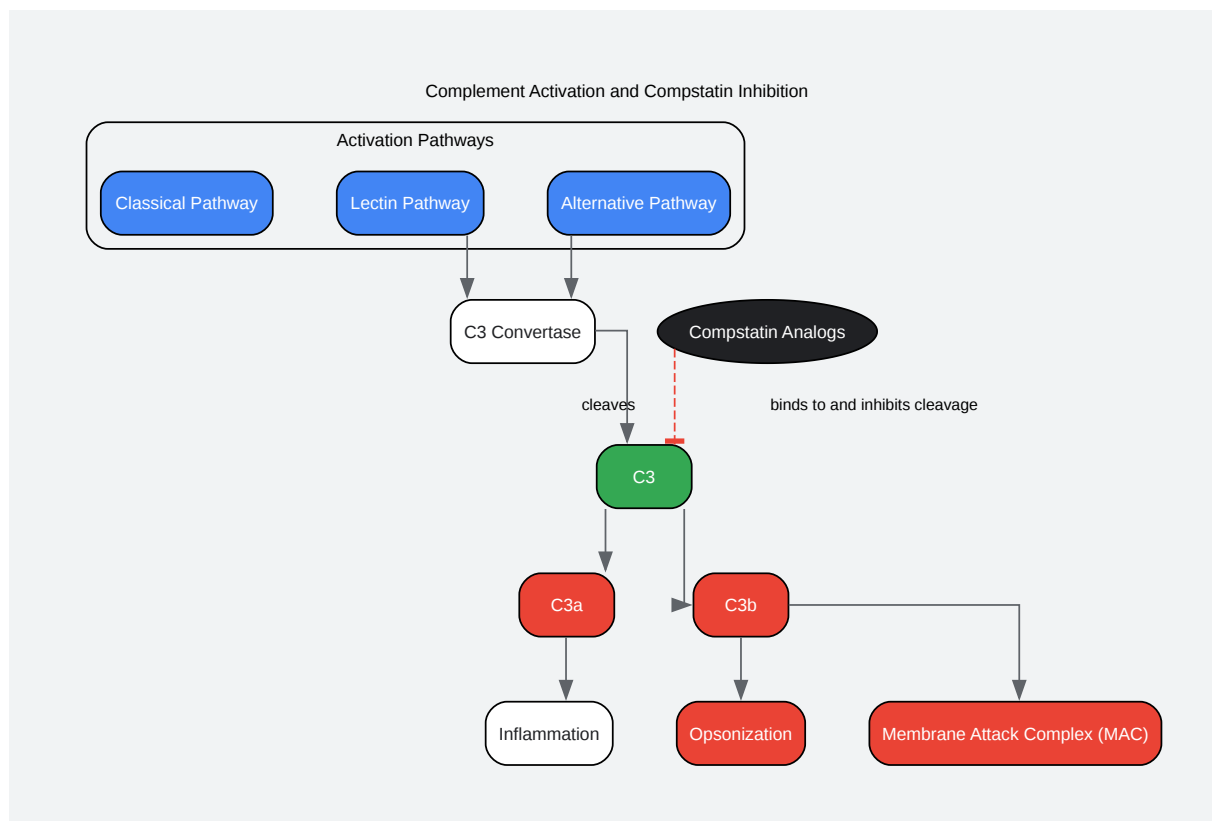 Complement Activation and Compstatin Inhibition
Activation Pathways
Classical Pathway
Lectin Pathway
Alternative Pathway
C3 Convertase
Compstatin Analogs
cleaves
binds to and inhibits cleavage
C3
C3a
C3b
Inflammation
Opsonization
Membrane Attack Complex (MAC)